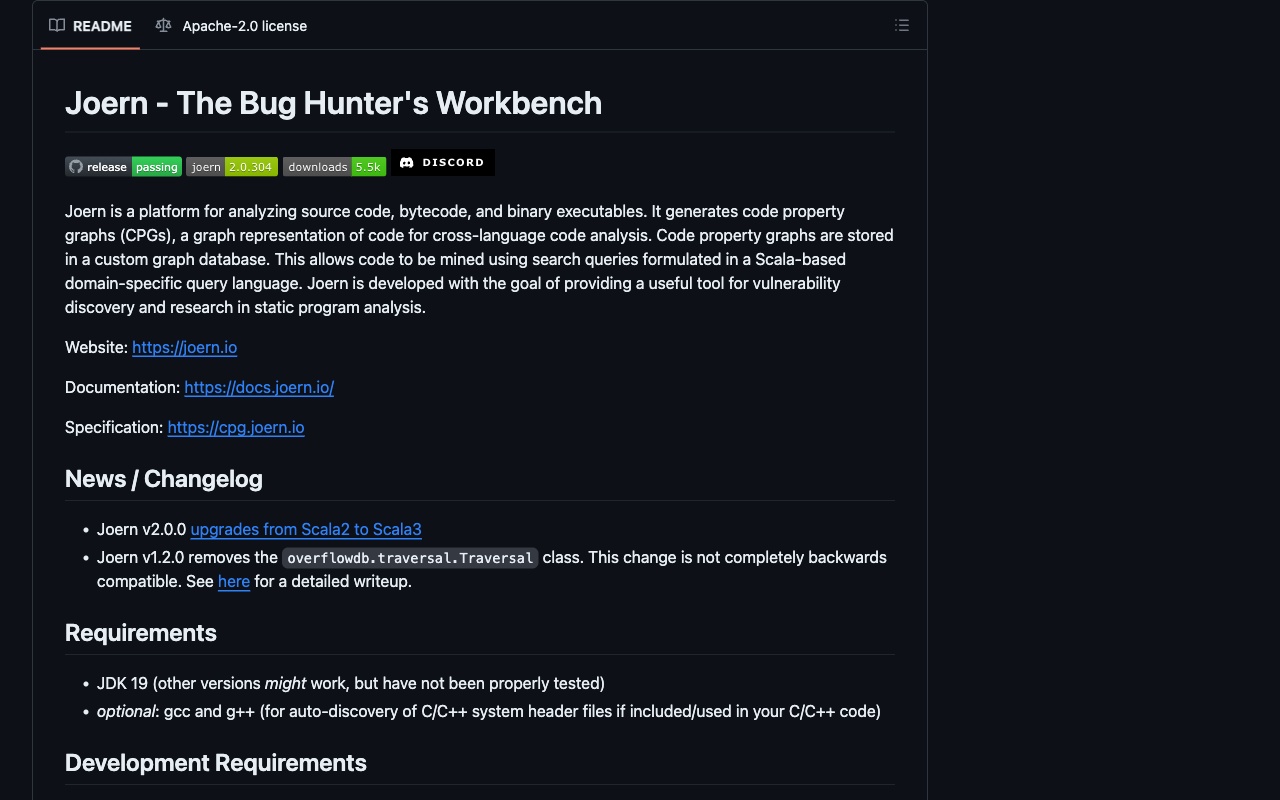 README
Apache-2.0 license
Joern - The Bug Hunter's Workbench
release passing
joern 2.0.304
downloads 5.5k
DISCORD
Joern is a platform for analyzing source code, bytecode, and binary executables. It generates code property
graphs (CPGs), a graph representation of code for cross-language code analysis. Code property graphs are stored
in a custom graph database. This allows code to be mined using search queries formulated in a Scala-based
domain-specific query language. Joern is developed with the goal of providing a useful tool for vulnerability
discovery and research in static program analysis.
Website: https://joern.io
Documentation: https://docs.joern.io/
Specification: https://cpg.joern.io
News / Changelog
• Joern v2.0.0 upgrades from Scala2 to Scala3
• Joern v1.2.0 removes the overflowdb.traversal.Traversal class. This change is not completely backwards
compatible. See here for a detailed writeup.
Requirements
• JDK 19 (other versions might work, but have not been properly tested)
• optional: gcc and g++ (for auto-discovery of C/C++ system header files if included/used in your C/C++ code)
Development Requirements